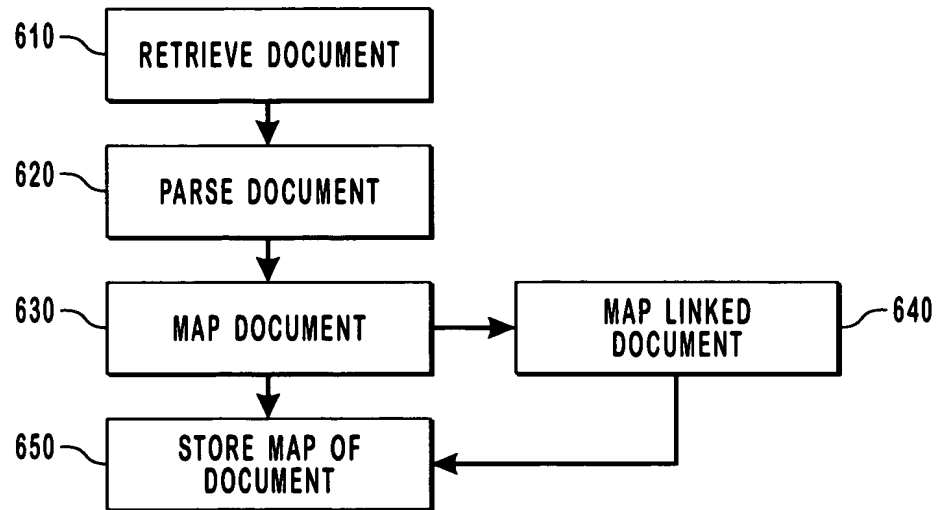 610
RETRIEVE DOCUMENT
620
PARSE DOCUMENT
630
MAP DOCUMENT
MAP LINKED
DOCUMENT
640
650
STORE MAP OF
DOCUMENT